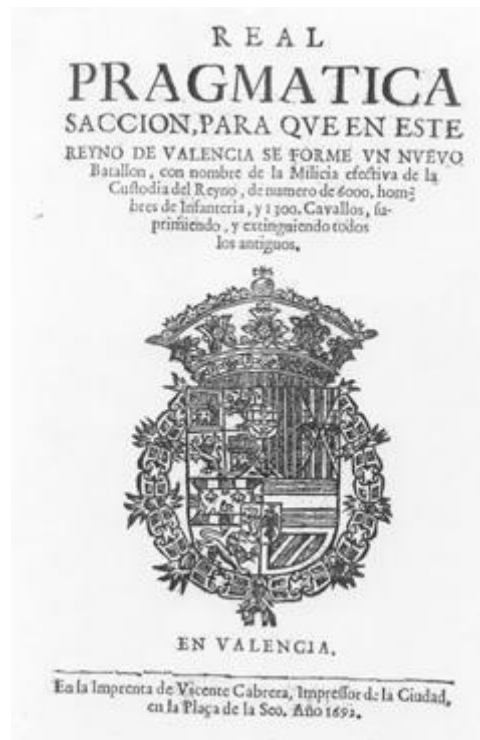 REAL
PRAGMATICA
SACCION, PARA QVE EN ESTE
REYNO DE VALENCIA SE FORME VN NVEVO
Batallon, con nombre de la Milicia efectiva de la
Cuſtodia del Reyno, de numero de 6000. hom-
bres de Infanteria, y 1300. Cavallos, ſu-
primiendo, y extinguiendo todos
los antiguos.
EN VALENCIA.
En la Imprenta de Vicente Cabrera, Impreſſor de la Ciudad,
en la Plaça de la Seo. Año 1692.